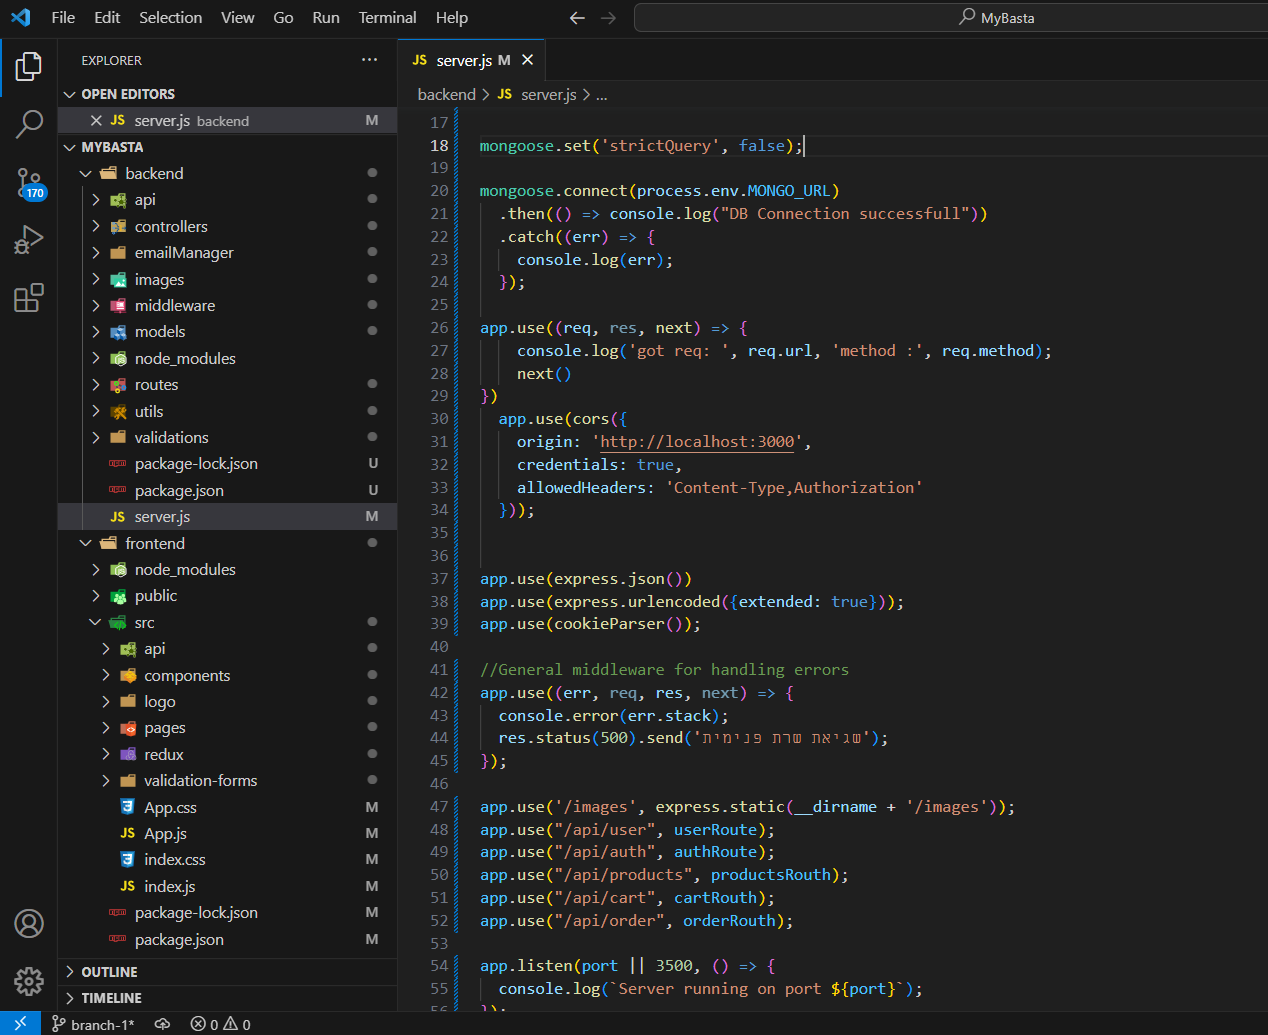 File Edit Selection View Go Run Terminal Help
MyBasta
EXPLORER
OPEN EDITORS
JS server.js backend M
MYBASTA
backend
api
controllers
emailManager
images
middleware
models
node_modules
routes
utils
validations
package-lock.json U
package.json U
JS server.js M
frontend
node_modules
public
src
api
components
logo
pages
redux
validation-forms
App.css M
JS App.js M
index.css M
JS index.js M
package-lock.json M
package.json M
OUTLINE
TIMELINE
170
JS server.js M
backend > JS server.js > ...
17
18 mongoose.set('strictQuery', false);
19
20 mongoose.connect(process.env.MONGO_URL)
21 .then(() => console.log("DB Connection successfull"))
22 .catch((err) => {
23 console.log(err);
24 });
25
26 app.use((req, res, next) => {
27 console.log('got req: ', req.url, 'method :', req.method);
28 next()
29 })
30 app.use(cors({
31 origin: 'http://localhost:3000',
32 credentials: true,
33 allowedHeaders: 'Content-Type,Authorization'
34 }));
35
36
37 app.use(express.json())
38 app.use(express.urlencoded({extended: true}));
39 app.use(cookieParser());
40
41 //General middleware for handling errors
42 app.use((err, req, res, next) => {
43 console.error(err.stack);
44 res.status(500).send('שגיאת שרת פנימית');
45 });
46
47 app.use('/images', express.static(__dirname + '/images'));
48 app.use("/api/user", userRoute);
49 app.use("/api/auth", authRoute);
50 app.use("/api/products", productsRouth);
51 app.use("/api/cart", cartRouth);
52 app.use("/api/order", orderRouth);
53
54 app.listen(port || 3500, () => {
55 console.log(`Server running on port ${port}`);
56 });
branch-1* 0 0